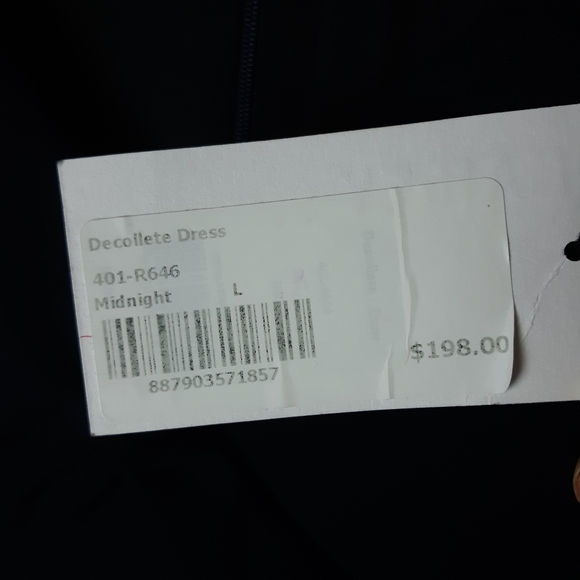 Decollete Dress
401-R646
Midnight L
887903571857
$198.00